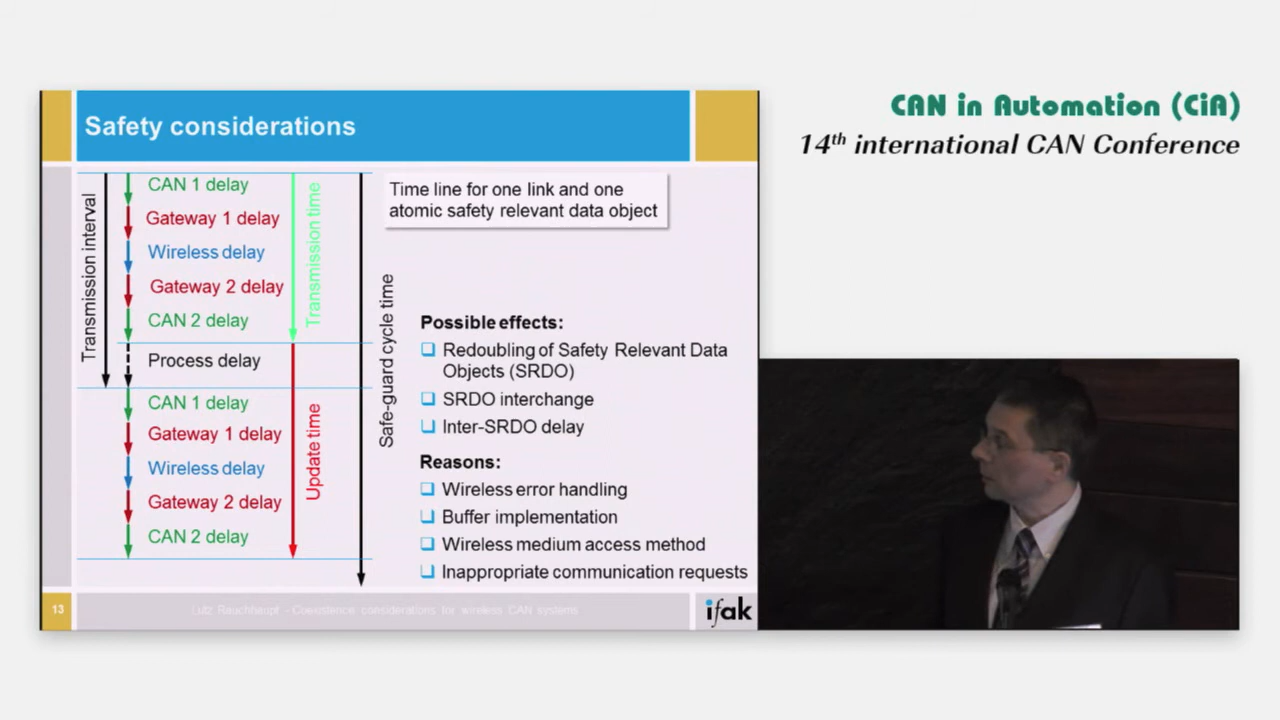 CAN in Automation (CiA)
14th international CAN Conference
Safety considerations
Transmission interval
CAN 1 delay
Gateway 1 delay
Wireless delay
Gateway 2 delay
CAN 2 delay
Process delay
CAN 1 delay
Gateway 1 delay
Wireless delay
Gateway 2 delay
CAN 2 delay
Transmission time
Update time
Safe-guard cycle time
Time line for one link and one
atomic safety relevant data object
Possible effects:
Redoubling of Safety Relevant Data
Objects (SRDO)
SRDO interchange
Inter-SRDO delay
Reasons:
Wireless error handling
Buffer implementation
Wireless medium access method
Inappropriate communication requests
13
Lutz Rauchhaupt - Coexistence considerations for wireless CAN systems
ifak